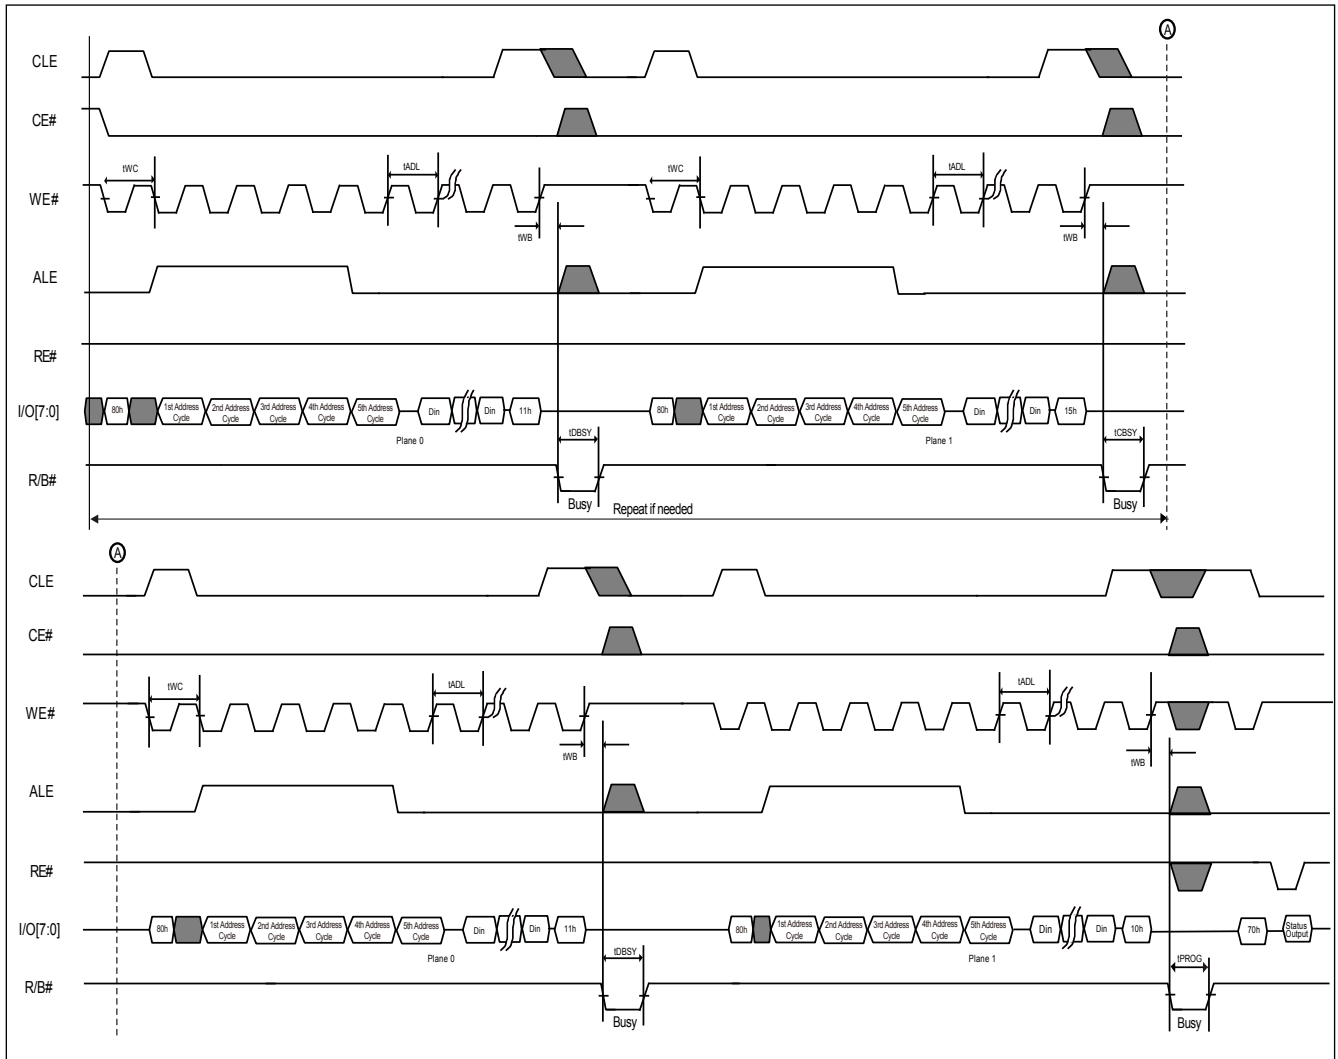 A
CLE
CE#
tWC
tADL
tWC
tADL
WE#
tWB
tWB
ALE
RE#
I/O[7:0]
80h
1st Address Cycle
2nd Address Cycle
3rd Address Cycle
4th Address Cycle
5th Address Cycle
Din
Din
11h
80h
1st Address Cycle
2nd Address Cycle
3rd Address Cycle
4th Address Cycle
5th Address Cycle
Din
Din
15h
Plane 0
Plane 1
tDBSY
tCBSY
R/B#
Busy
Busy
Repeat if needed
A
CLE
CE#
tWC
tADL
tADL
WE#
tWB
tWB
ALE
RE#
I/O[7:0]
80h
1st Address Cycle
2nd Address Cycle
3rd Address Cycle
4th Address Cycle
5th Address Cycle
Din
Din
11h
80h
1st Address Cycle
2nd Address Cycle
3rd Address Cycle
4th Address Cycle
5th Address Cycle
Din
Din
10h
70h
Status Output
Plane 0
Plane 1
tDBSY
tPROG
R/B#
Busy
Busy